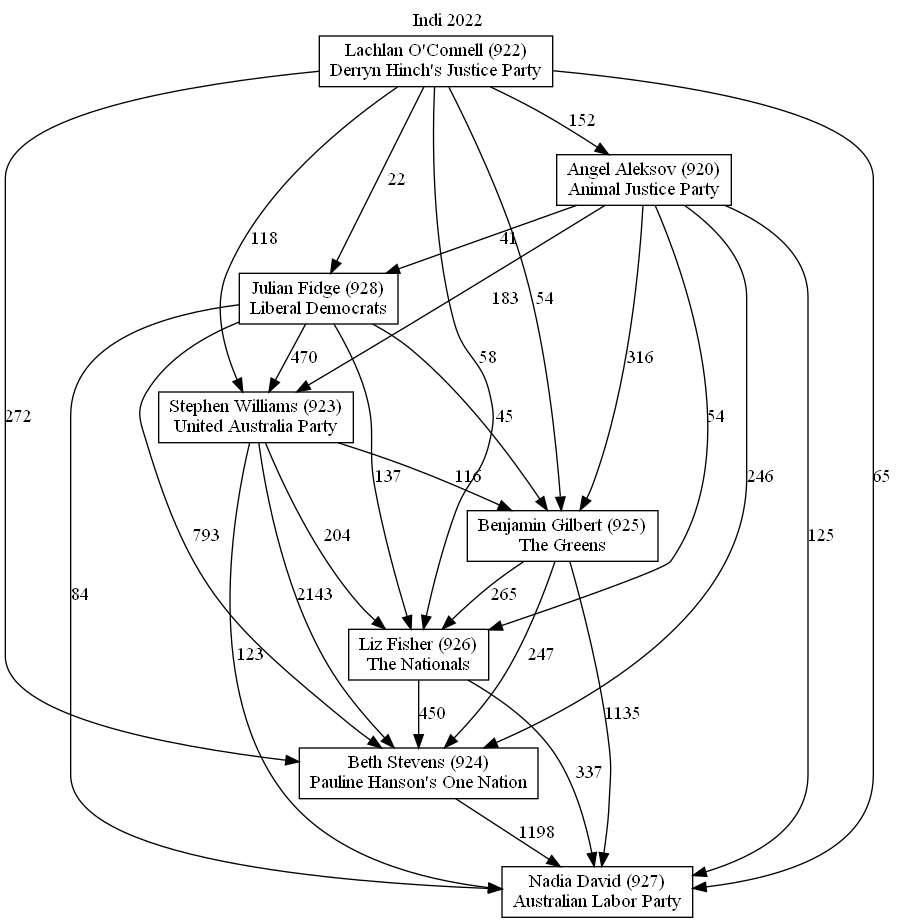 Indi 2022
Lachlan O'Connell (922)
Derryn Hinch's Justice Party
152
Angel Aleksov (920)
Animal Justice Party
22
118
41
Julian Fidge (928)
Liberal Democrats
183
54
470
58
316
Stephen Williams (923)
United Australia Party
272
45
54
137
116
246
65
Benjamin Gilbert (925)
The Greens
793
204
125
84
2143
265
Liz Fisher (926)
The Nationals
123
247
450
1135
Beth Stevens (924)
Pauline Hanson's One Nation
337
1198
Nadia David (927)
Australian Labor Party